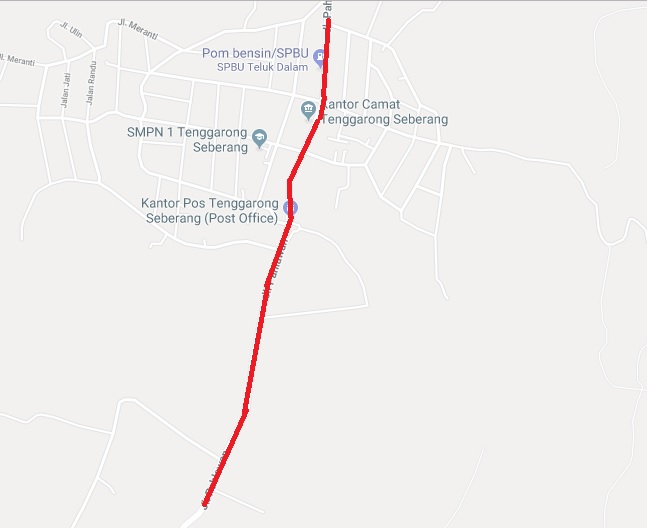 Jl. Ulin
Jl. Meranti
Jl. Meranti
Jalan Jati
Jalan Randu
Pom bensin/SPBU
SPBU Teluk Dalam
Kantor Camat
Tenggarong Seberang
SMPN 1 Tenggarong
Seberang
Kantor Pos Tenggarong
Seberang (Post Office)